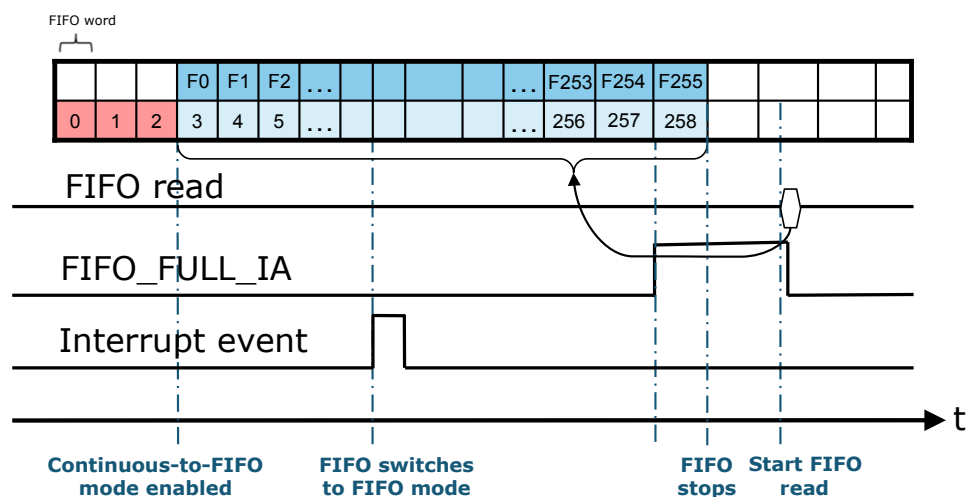 FIFO word
F0 F1 F2 ... ... F253 F254 F255
0 1 2 3 4 5 ... ... 256 257 258
FIFO read
FIFO_FULL_IA
Interrupt event
t
Continuous-to-FIFO
mode enabled
FIFO switches
to FIFO mode
FIFO
stops
Start FIFO
read